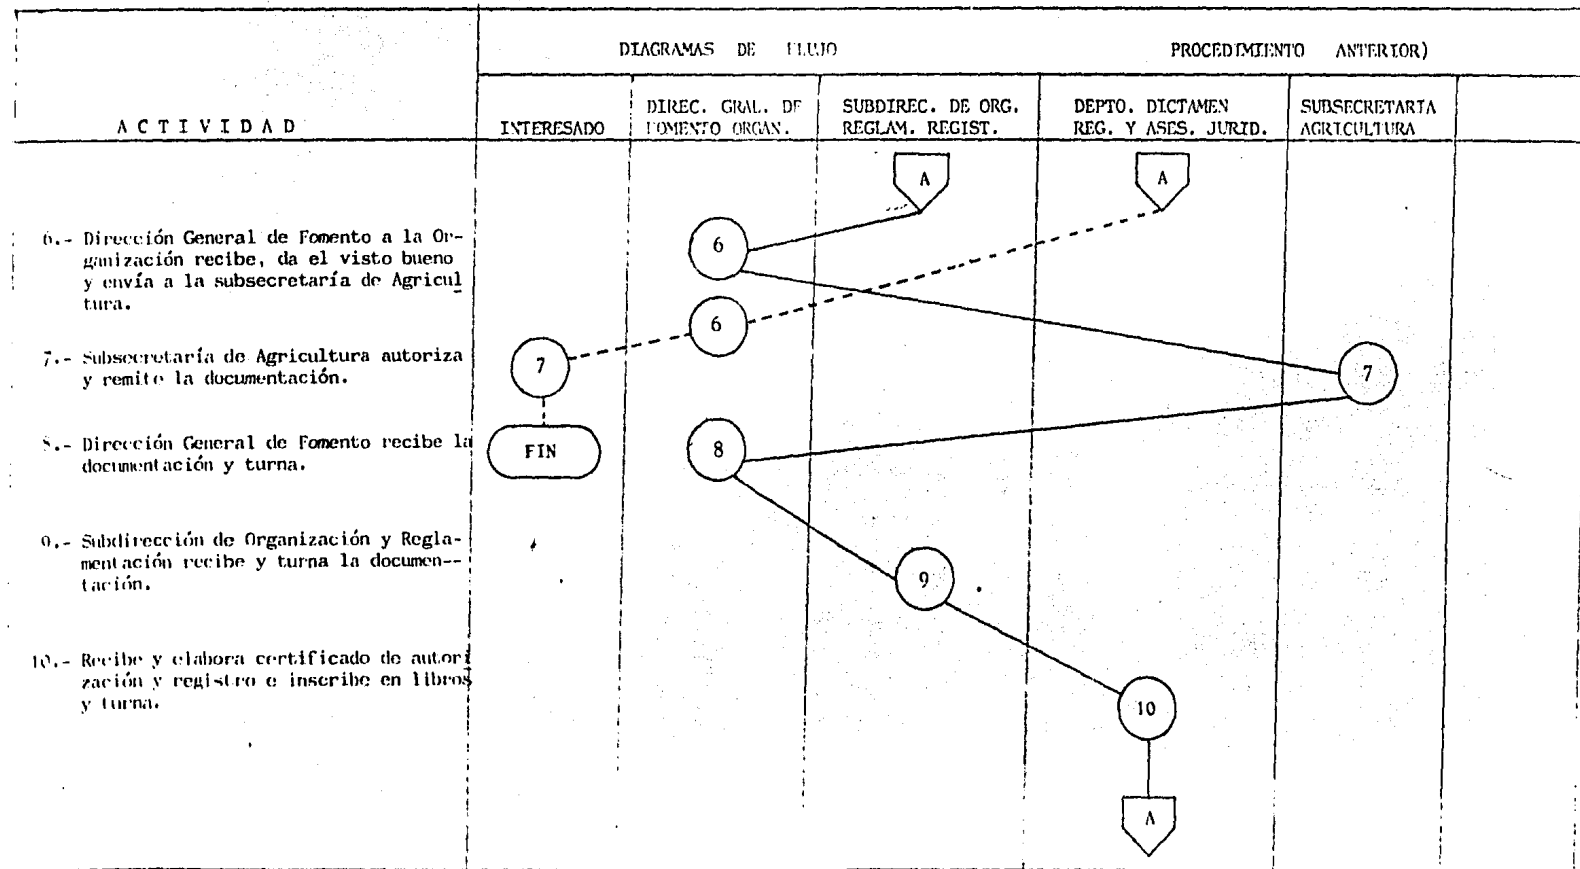 DIAGRAMAS DE FLUJO
PROCEDIMIENTO ANTERIOR)
A C T I V I D A D
INTERESADO
DIREC. GRAL. DE
FOMENTO ORGAN.
SUBDIREC. DE ORG.
REGLAM. REGIST.
DEPTO. DICTAMEN
REG. Y ASES. JURID.
SUBSECRETARIA
AGRICULTURA
A
A
6.- Dirección General de Fomento a la Or-
ganización recibe, da el visto bueno
y envía a la subsecretaría de Agricul
tura.
6
6
7.- Subsecretaría de Agricultura autoriza
y remite la documentación.
7
7
8.- Dirección General de Fomento recibe la
documentación y turna.
FIN
8
9.- Subdirección de Organización y Regla-
mentación recibe y turna la documen--
tación.
9
10.- Recibe y elabora certificado de autori
zación y registro e inscribe en libros
y turna.
10
A